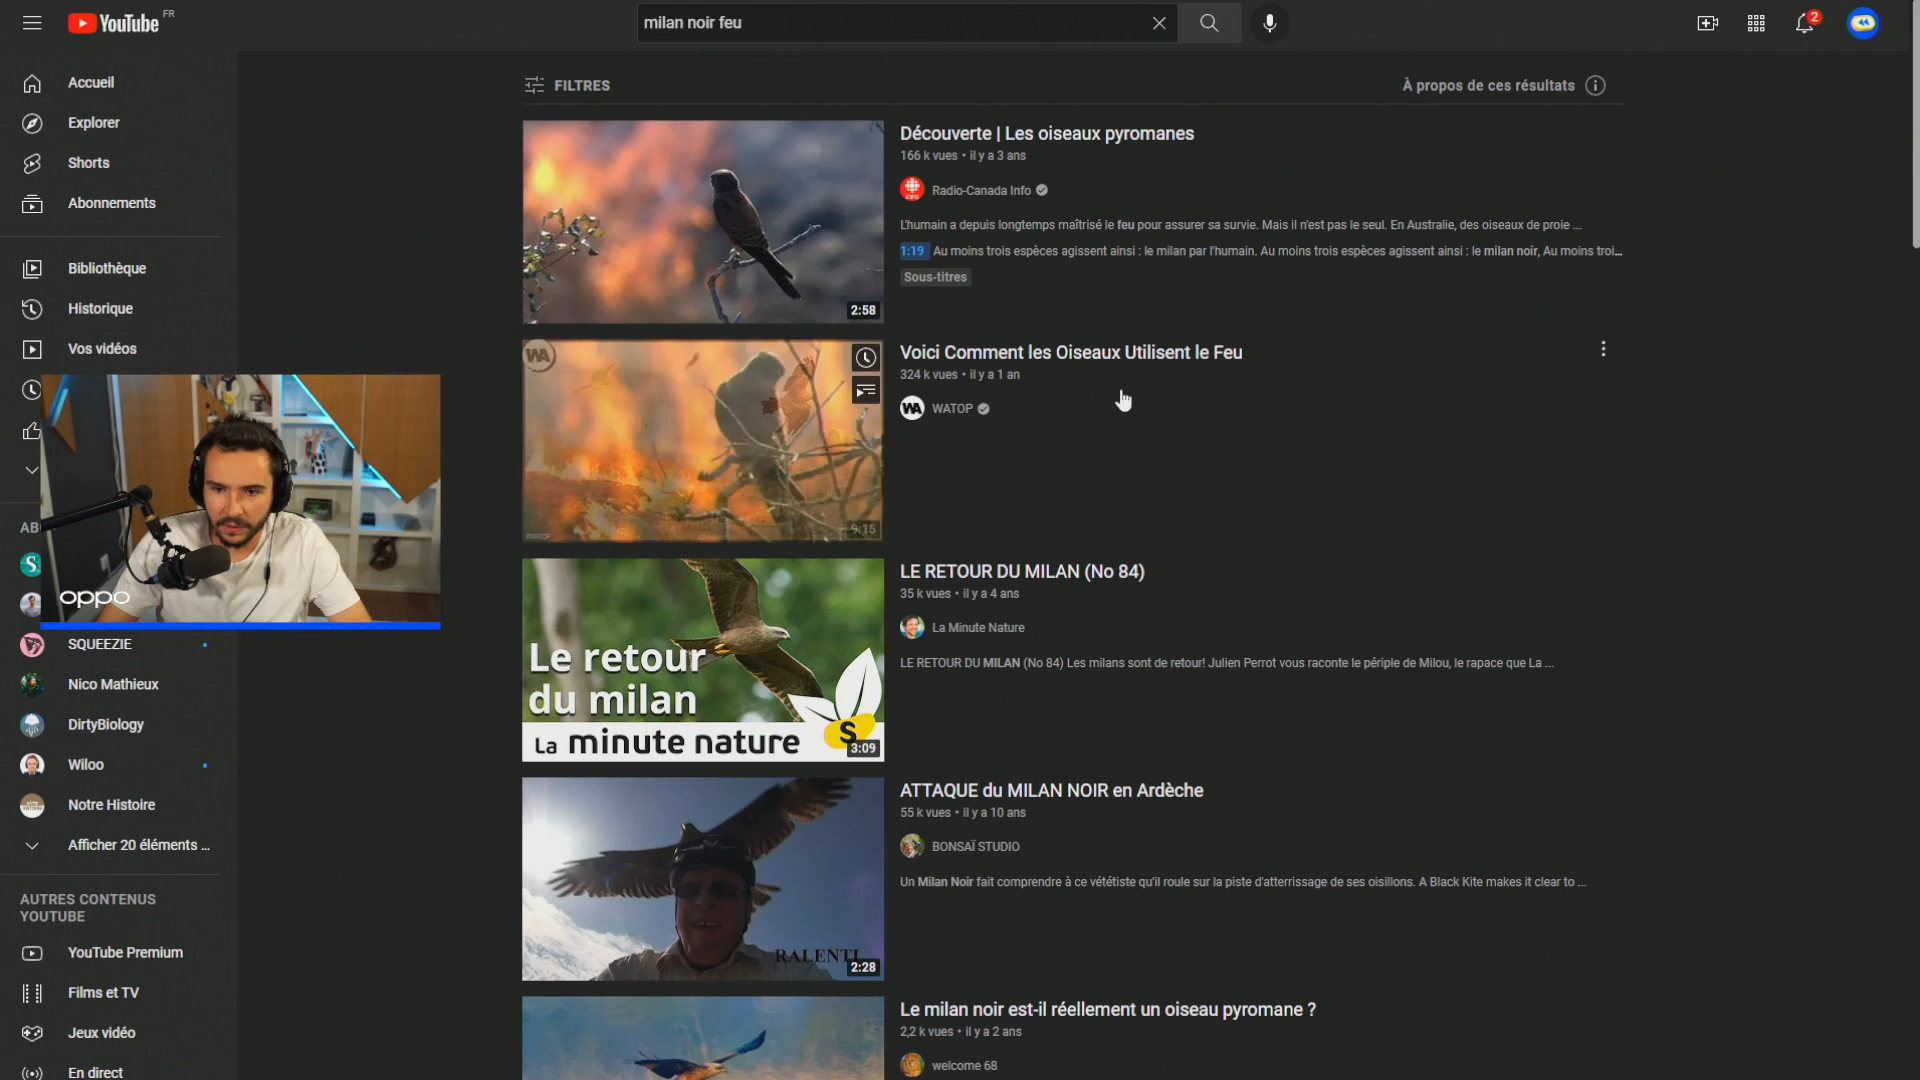 YouTube FR
milan noir feu
2
Accueil
Explorer
Shorts
Abonnements
Bibliothèque
Historique
Vos vidéos
AB
oppo
SQUEEZIE
Nico Mathieux
DirtyBiology
Wiloo
Notre Histoire
Afficher 20 éléments ...
AUTRES CONTENUS
YOUTUBE
YouTube Premium
Films et TV
Jeux vidéo
En direct
FILTRES
À propos de ces résultats
2:58
Découverte | Les oiseaux pyromanes
166 k vues • il y a 3 ans
Radio-Canada Info
L'humain a depuis longtemps maîtrisé le feu pour assurer sa survie. Mais il n'est pas le seul. En Australie, des oiseaux de proie ...
1:19 Au moins trois espèces agissent ainsi : le milan par l'humain. Au moins trois espèces agissent ainsi : le milan noir, Au moins troi...
Sous-titres
WA
9:15
Voici Comment les Oiseaux Utilisent le Feu
324 k vues • il y a 1 an
WA WATOP
Le retour
du milan
La minute nature
S
3:09
LE RETOUR DU MILAN (No 84)
35 k vues • il y a 4 ans
La Minute Nature
LE RETOUR DU MILAN (No 84) Les milans sont de retour! Julien Perrot vous raconte le périple de Milou, le rapace que La ...
RALENTI
2:28
ATTAQUE du MILAN NOIR en Ardèche
55 k vues • il y a 10 ans
BONSAÏ STUDIO
Un Milan Noir fait comprendre à ce vététiste qu'il roule sur la piste d'atterrissage de ses oisillons. A Black Kite makes it clear to ...
Le milan noir est-il réellement un oiseau pyromane ?
2,2 k vues • il y a 2 ans
welcome 68